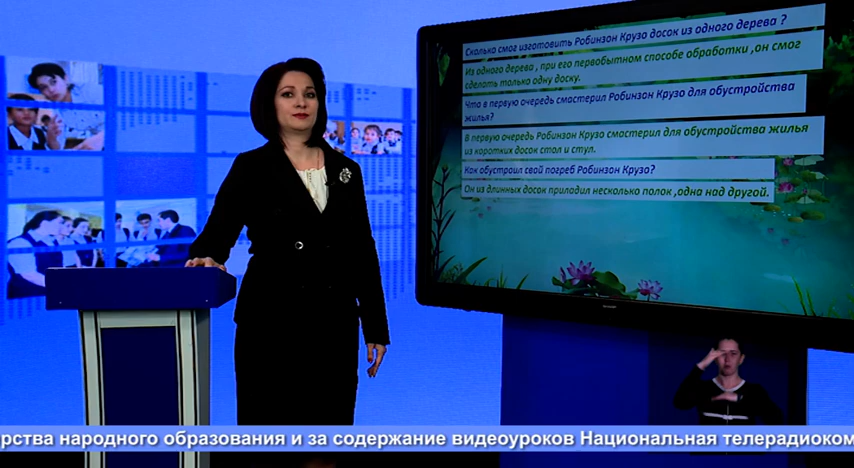 Сколько смог изготовить Робинзон Крузо досок из одного дерева ?
Из одного дерева , при его первобытном способе обработки ,он смог
сделать только одну доску.
Что в первую очередь смастерил Робинзон Крузо для обустройства
жилья?
В первую очередь Робинзон Крузо смастерил для обустройства жилья
из коротких досок стол и стул.
Как обустроил свой погреб Робинзон Крузо?
Он из длинных досок приладил несколько полок ,одна над другой.
рства народного образования и за содержание видеоуроков Национальная телерадиоком